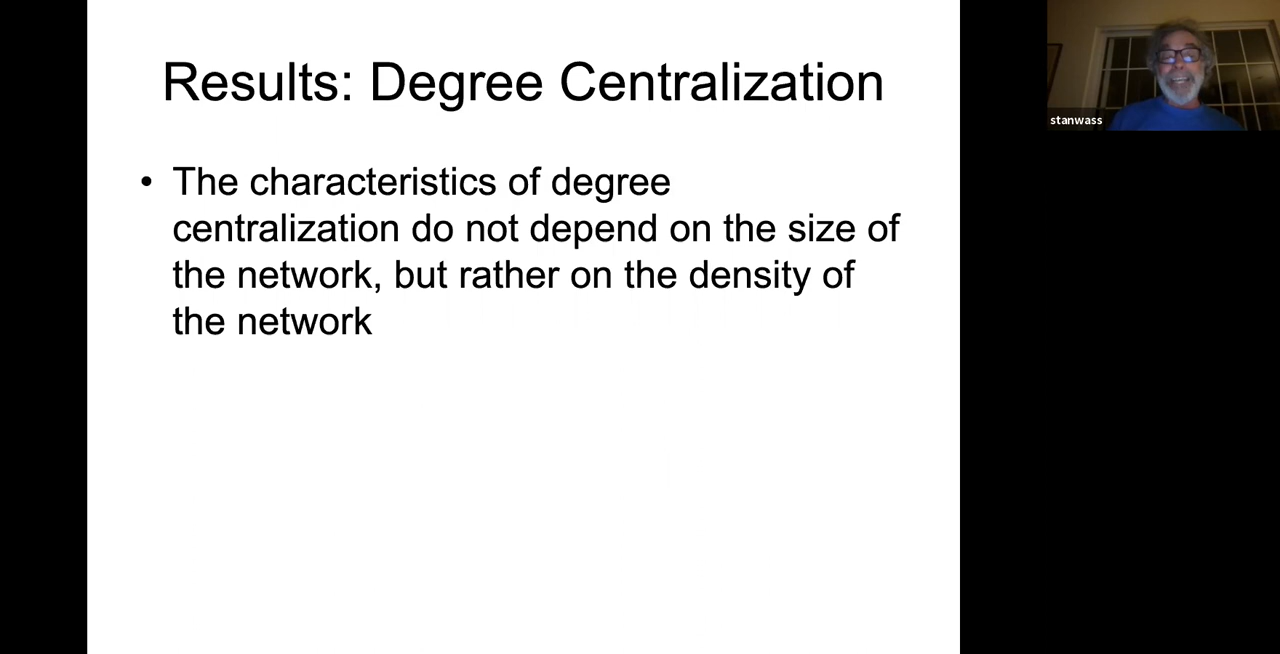 Results: Degree Centralization
• The characteristics of degree
centralization do not depend on the size of
the network, but rather on the density of
the network
stanwass